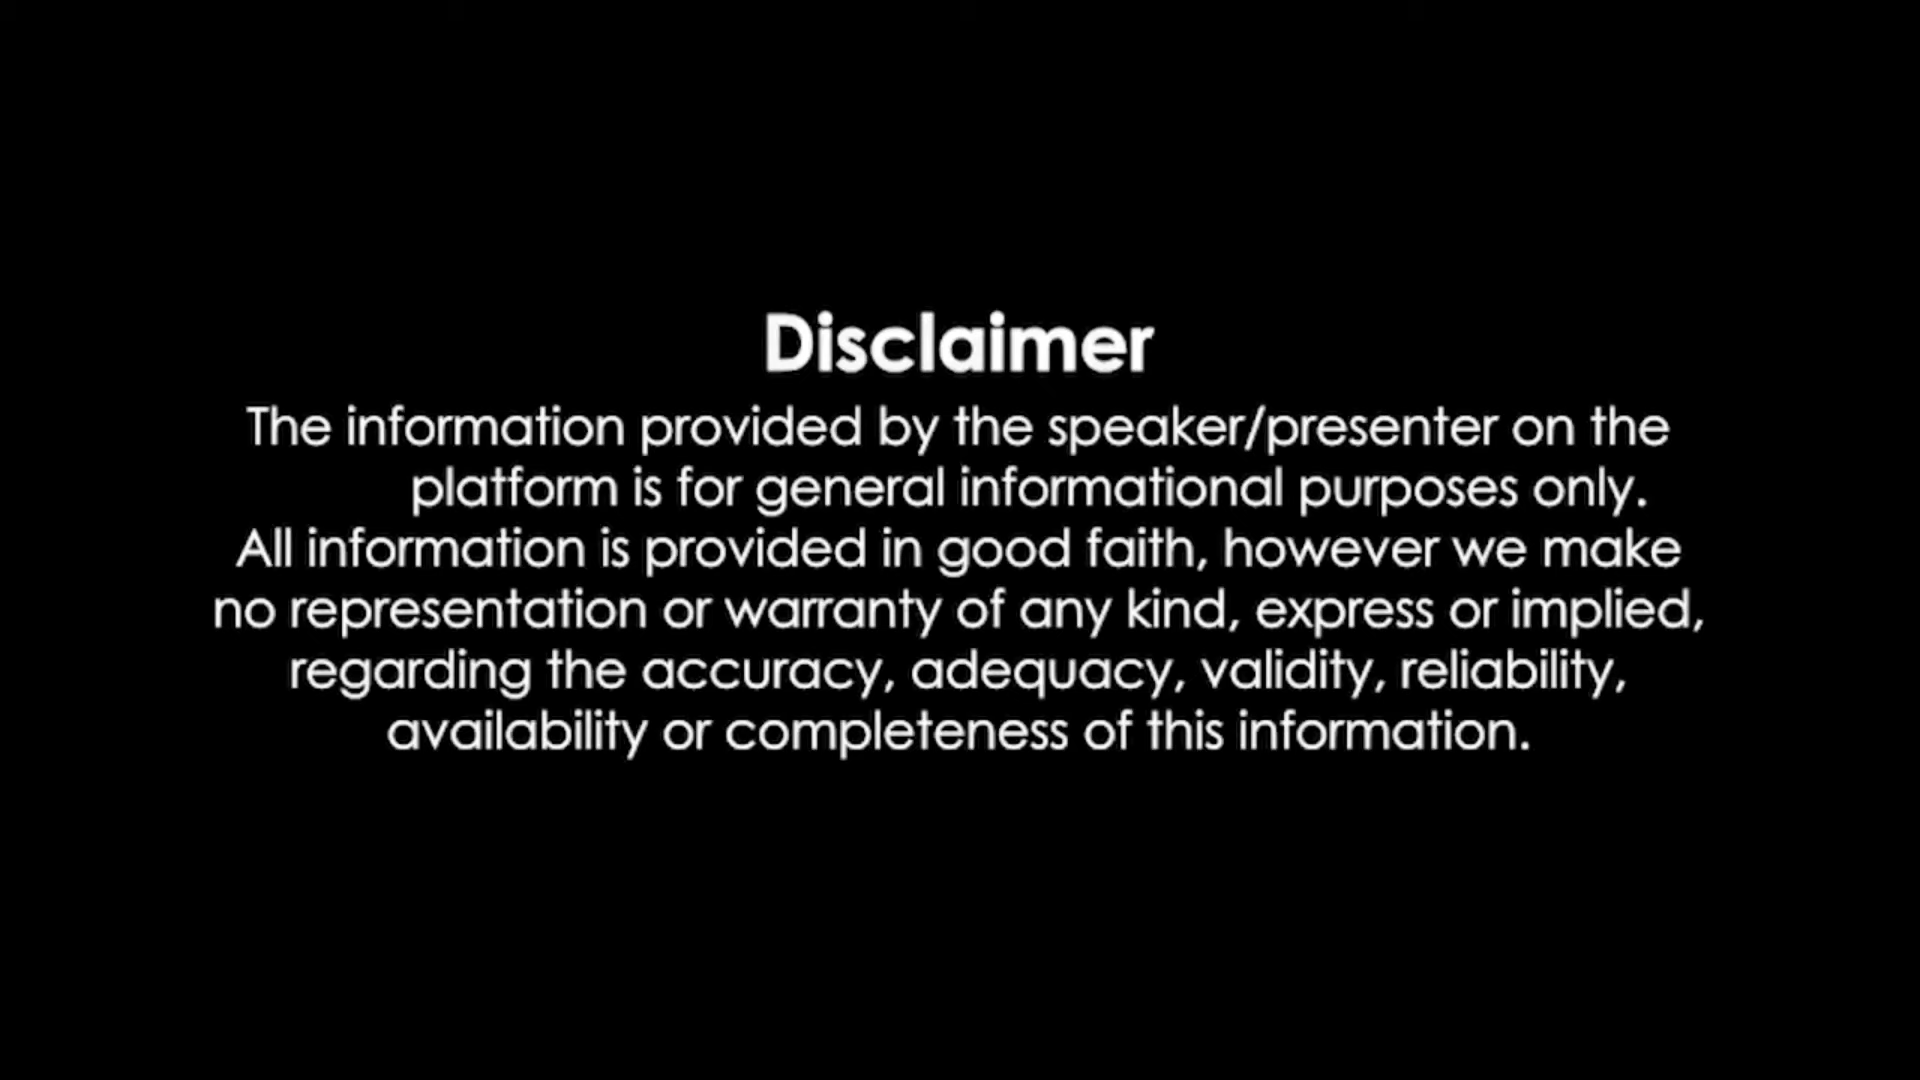 Disclaimer
The information provided by the speaker/presenter on the
platform is for general informational purposes only.
All information is provided in good faith, however we make
no representation or warranty of any kind, express or implied,
regarding the accuracy, adequacy, validity, reliability,
availability or completeness of this information.